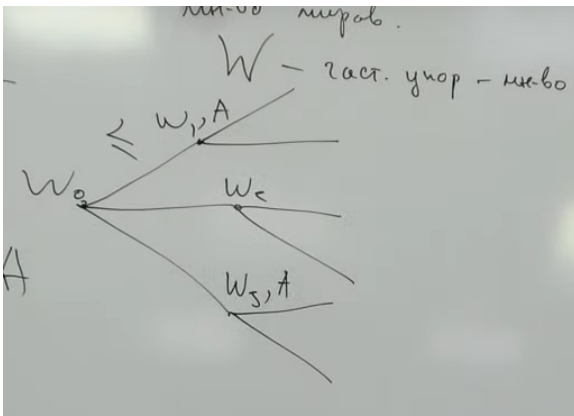 мн-во миров.
W – част. упор - мн-во
≤ W₁, A
W₀
W₂
A
W₃, A